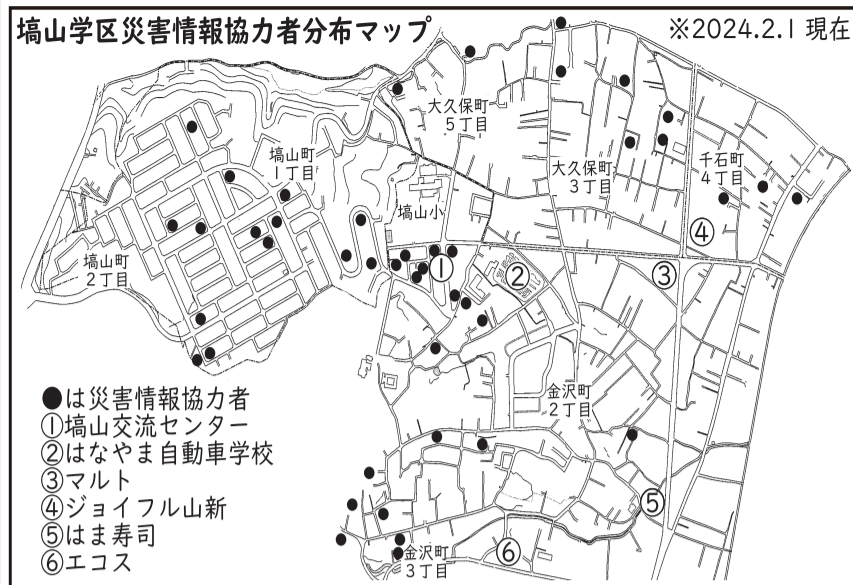 塙山学区災害情報協力者分布マップ
※2024.2.1 現在
大久保町
5丁目
塙山町
1丁目
大久保町
3丁目
千石町
4丁目
塙山小
④
塙山町
2丁目
①
②
③
金沢町
2丁目
●は災害情報協力者
①塙山交流センター
②はなやま自動車学校
③マルト
④ジョイフル山新
⑤はま寿司
⑥エコス
⑤
⑥
金沢町
3丁目